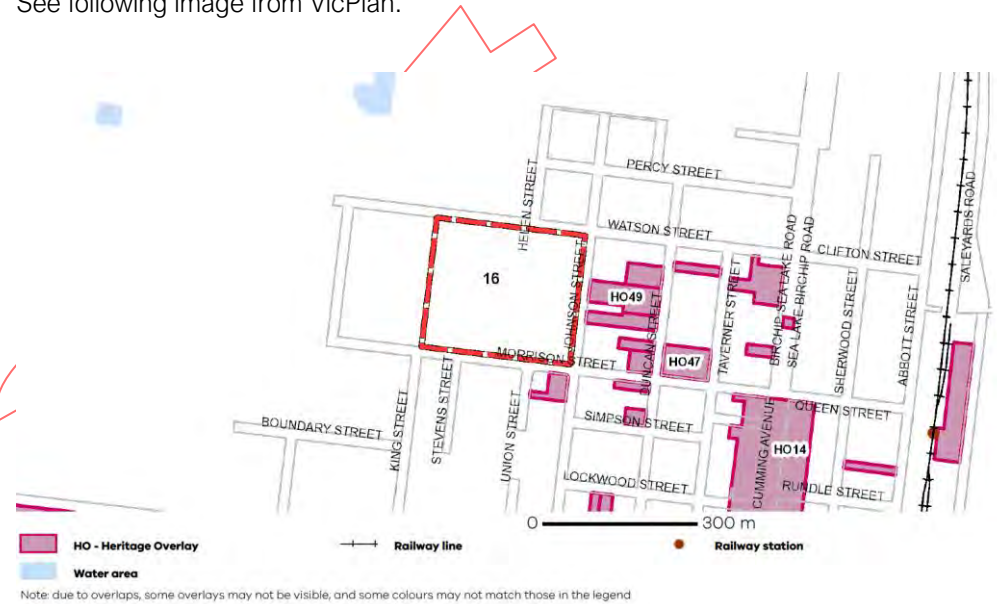 See following image from VicPlan.
PERCY STREET
HELEN STREET
WATSON STREET
CLIFTON STREET
SALEYARDS ROAD
16
JOHNSON STREET
HO49
DUNCAN STREET
TAVERNER STREET
BIRCHIP-SEA LAKE ROAD
SEA LAKE-BIRCHIP ROAD
SHERWOOD STREET
ABBOTT STREET
MORRISON STREET
HO47
QUEEN STREET
SIMPSON STREET
BOUNDARY STREET
KING STREET
STEVENS STREET
UNION STREET
HO14
CUMMING AVENUE
LOCKWOOD STREET
RUNDLE STREET
0 300 m
HO - Heritage Overlay
Railway line
Railway station
Water area
Note: due to overlaps, some overlays may not be visible, and some colours may not match those in the legend